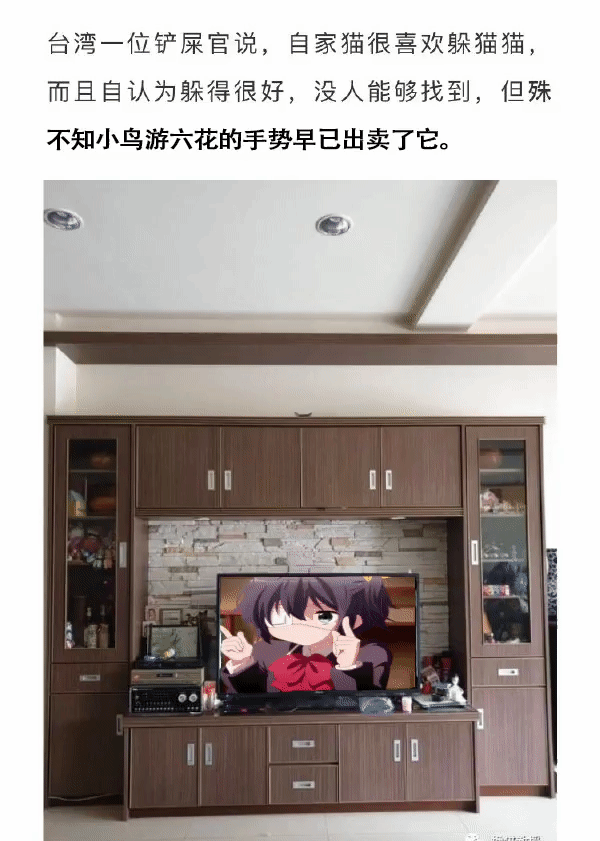 台湾一位铲屎官说，自家猫很喜欢躲猫猫，
而且自认为躲得很好，没人能够找到，但殊
不知小鸟游六花的手势早已出卖了它。